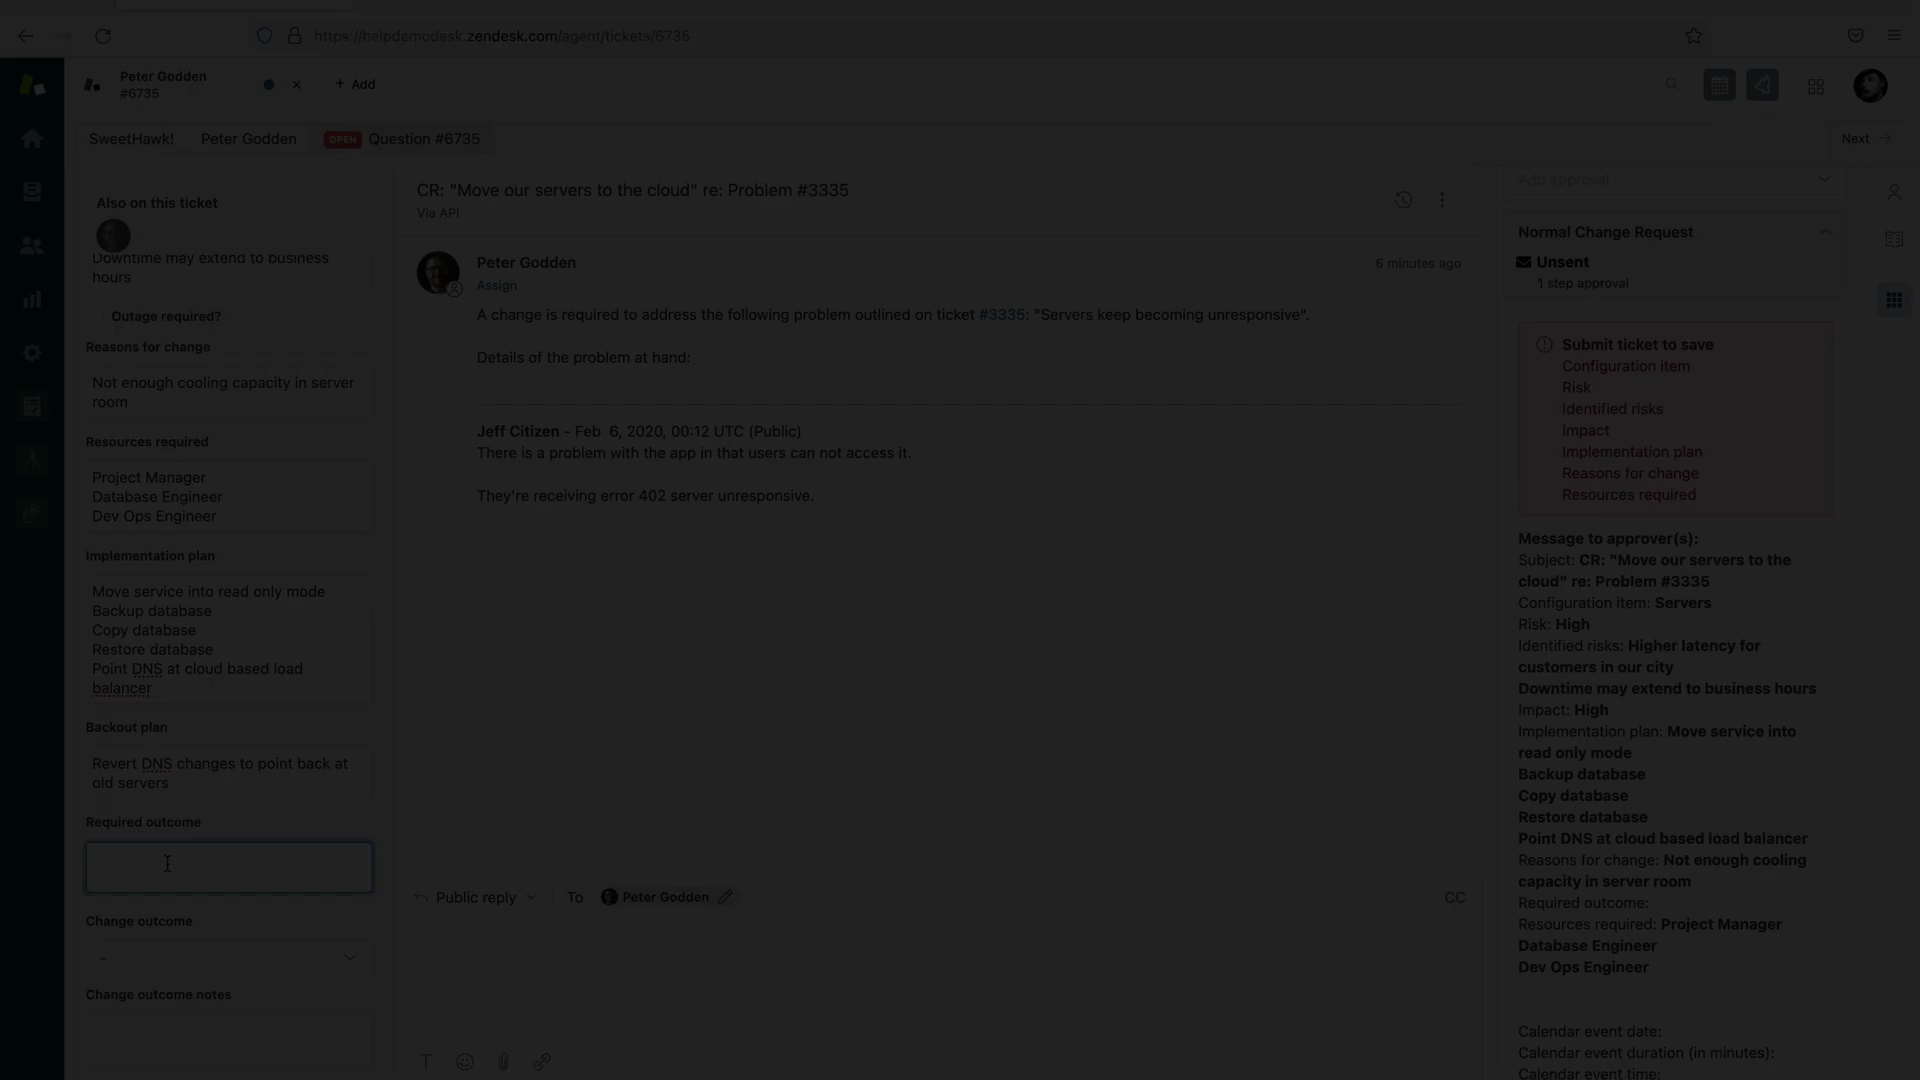 https://helpdemodesk.zendesk.com/agent/tickets/6735
Peter Godden
#6735
+ Add
SweetHawk!
Peter Godden
OPEN Question #6735
Next
Also on this ticket
Downtime may extend to business
hours
Outage required?
Reasons for change
Not enough cooling capacity in server
room
Resources required
Project Manager
Database Engineer
Dev Ops Engineer
Implementation plan
Move service into read only mode
Backup database
Copy database
Restore database
Point DNS at cloud based load
balancer
Backout plan
Revert DNS changes to point back at
old servers
Required outcome
Change outcome
-
Change outcome notes
CR: "Move our servers to the cloud" re: Problem #3335
Via API
Peter Godden
6 minutes ago
Assign
A change is required to address the following problem outlined on ticket #3335: "Servers keep becoming unresponsive".
Details of the problem at hand:
Jeff Citizen - Feb 6, 2020, 00:12 UTC (Public)
There is a problem with the app in that users can not access it.
They're receiving error 402 server unresponsive.
Public reply
To
Peter Godden
CC
Add approval
Normal Change Request
Unsent
1 step approval
Submit ticket to save
Configuration item
Risk
Identified risks
Impact
Implementation plan
Reasons for change
Resources required
Message to approver(s):
Subject: CR: "Move our servers to the
cloud" re: Problem #3335
Configuration item: Servers
Risk: High
Identified risks: Higher latency for
customers in our city
Downtime may extend to business hours
Impact: High
Implementation plan: Move service into
read only mode
Backup database
Copy database
Restore database
Point DNS at cloud based load balancer
Reasons for change: Not enough cooling
capacity in server room
Required outcome:
Resources required: Project Manager
Database Engineer
Dev Ops Engineer
Calendar event date:
Calendar event duration (in minutes):
Calendar event time: